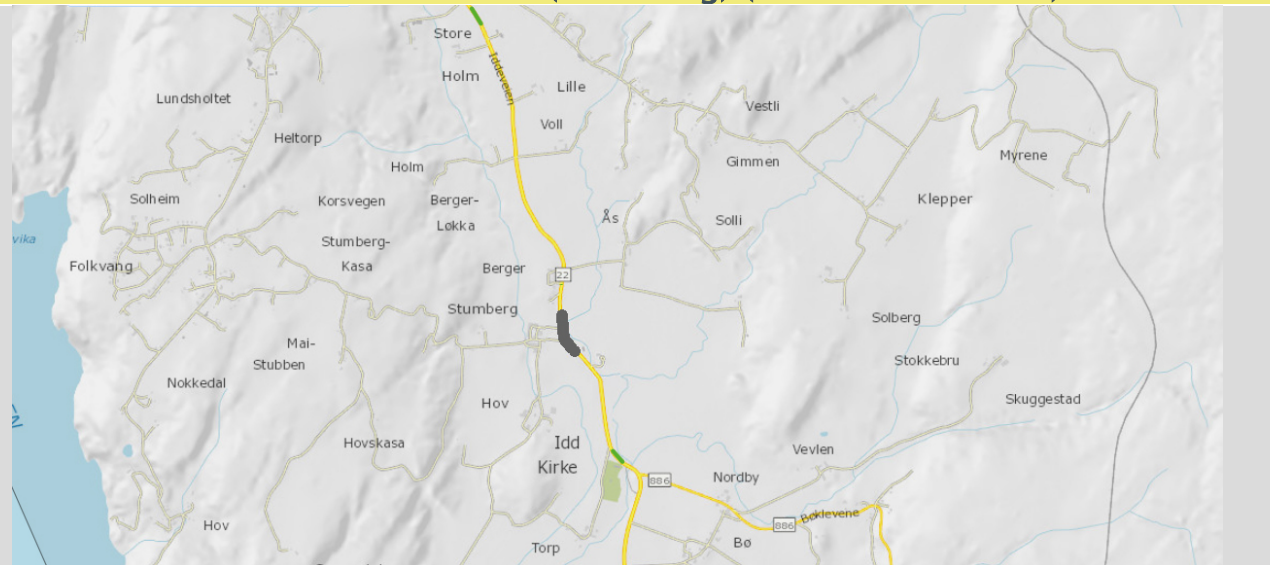 Store
Holm
Iddeveien
Lundsholtet
Lille
Vestli
Voll
Heltorp
Holm
Gimmen
Myrene
Solheim
Korsvegen
Berger-
Løkka
Ås
Solli
Klepper
vika
Stumberg-
Kasa
Folkvang
Berger
22
Stumberg
Solberg
Mai-
Stubben
Stokkebru
Nokkedal
Skuggestad
Hov
Hovskasa
Idd
Kirke
Vevlen
886
Nordby
Bøklevene
886
Hov
Torp
Bø